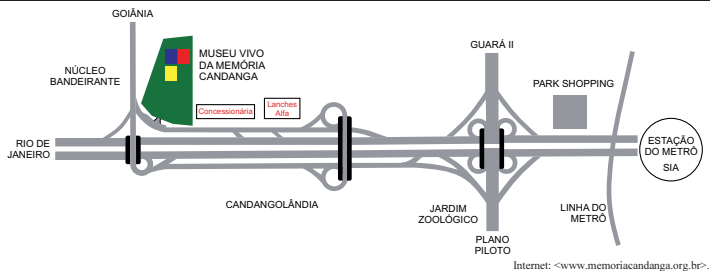 GOIÂNIA
MUSEU VIVO
DA MEMÓRIA
CANDANGA
GUARÁ II
NÚCLEO
BANDEIRANTE
PARK SHOPPING
Concessionária
Lanches
Alfa
RIO DE
JANEIRO
ESTAÇÃO
DO METRÔ
SIA
CANDANGOLÂNDIA
JARDIM
ZOOLÓGICO
LINHA DO
METRÔ
PLANO
PILOTO
Internet: <www.memoriacandanga.org.br>.